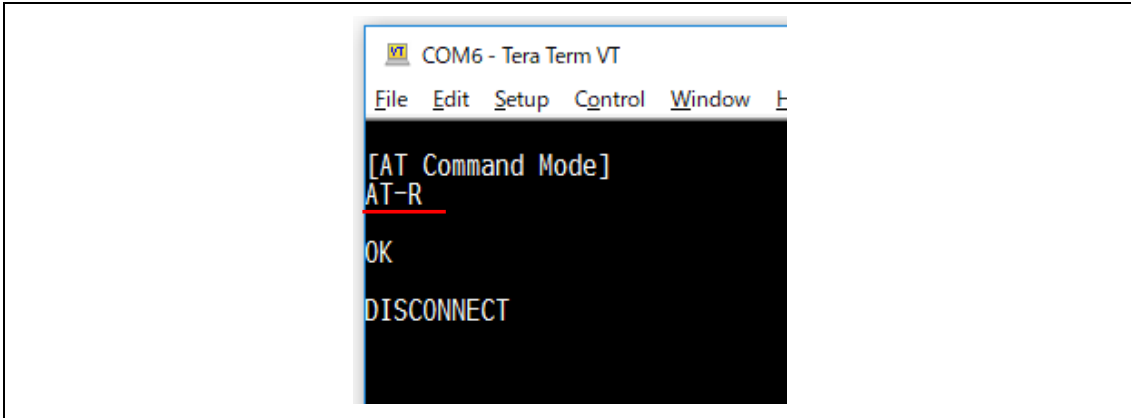 COM6 - Tera Term VT
File Edit Setup Control Window
[AT Command Mode]
AT-R
OK
DISCONNECT